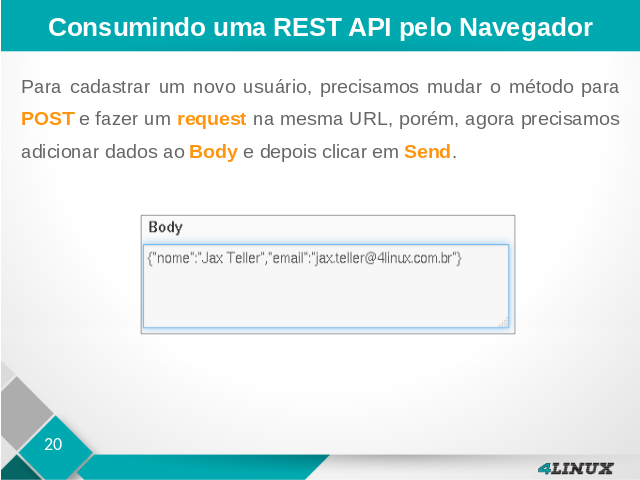 Consumindo uma REST API pelo Navegador
Para cadastrar um novo usuário, precisamos mudar o método para
POST e fazer um request na mesma URL, porém, agora precisamos
adicionar dados ao Body e depois clicar em Send.
Body
{"nome":"Jax Teller","email":"jax.teller@4linux.com.br"}
20
4LINUX